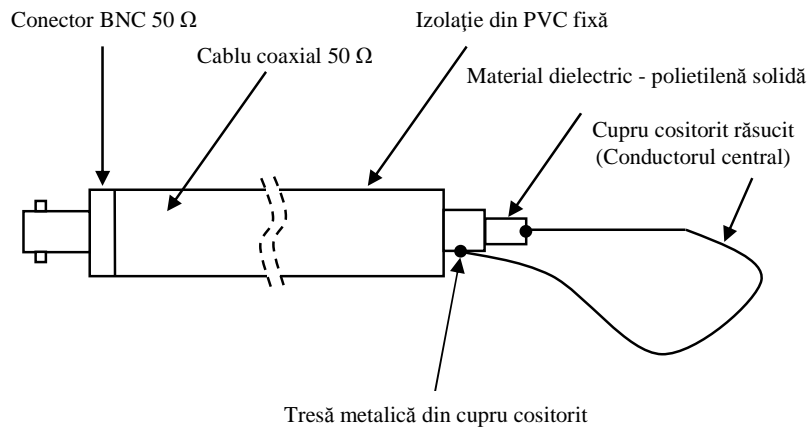 Conector BNC 50 Ω
Izolaţie din PVC fixă
Cablu coaxial 50 Ω
Material dielectric - polietilenă solidă
Cupru cositorit răsucit
(Conductorul central)
Tresă metalică din cupru cositorit